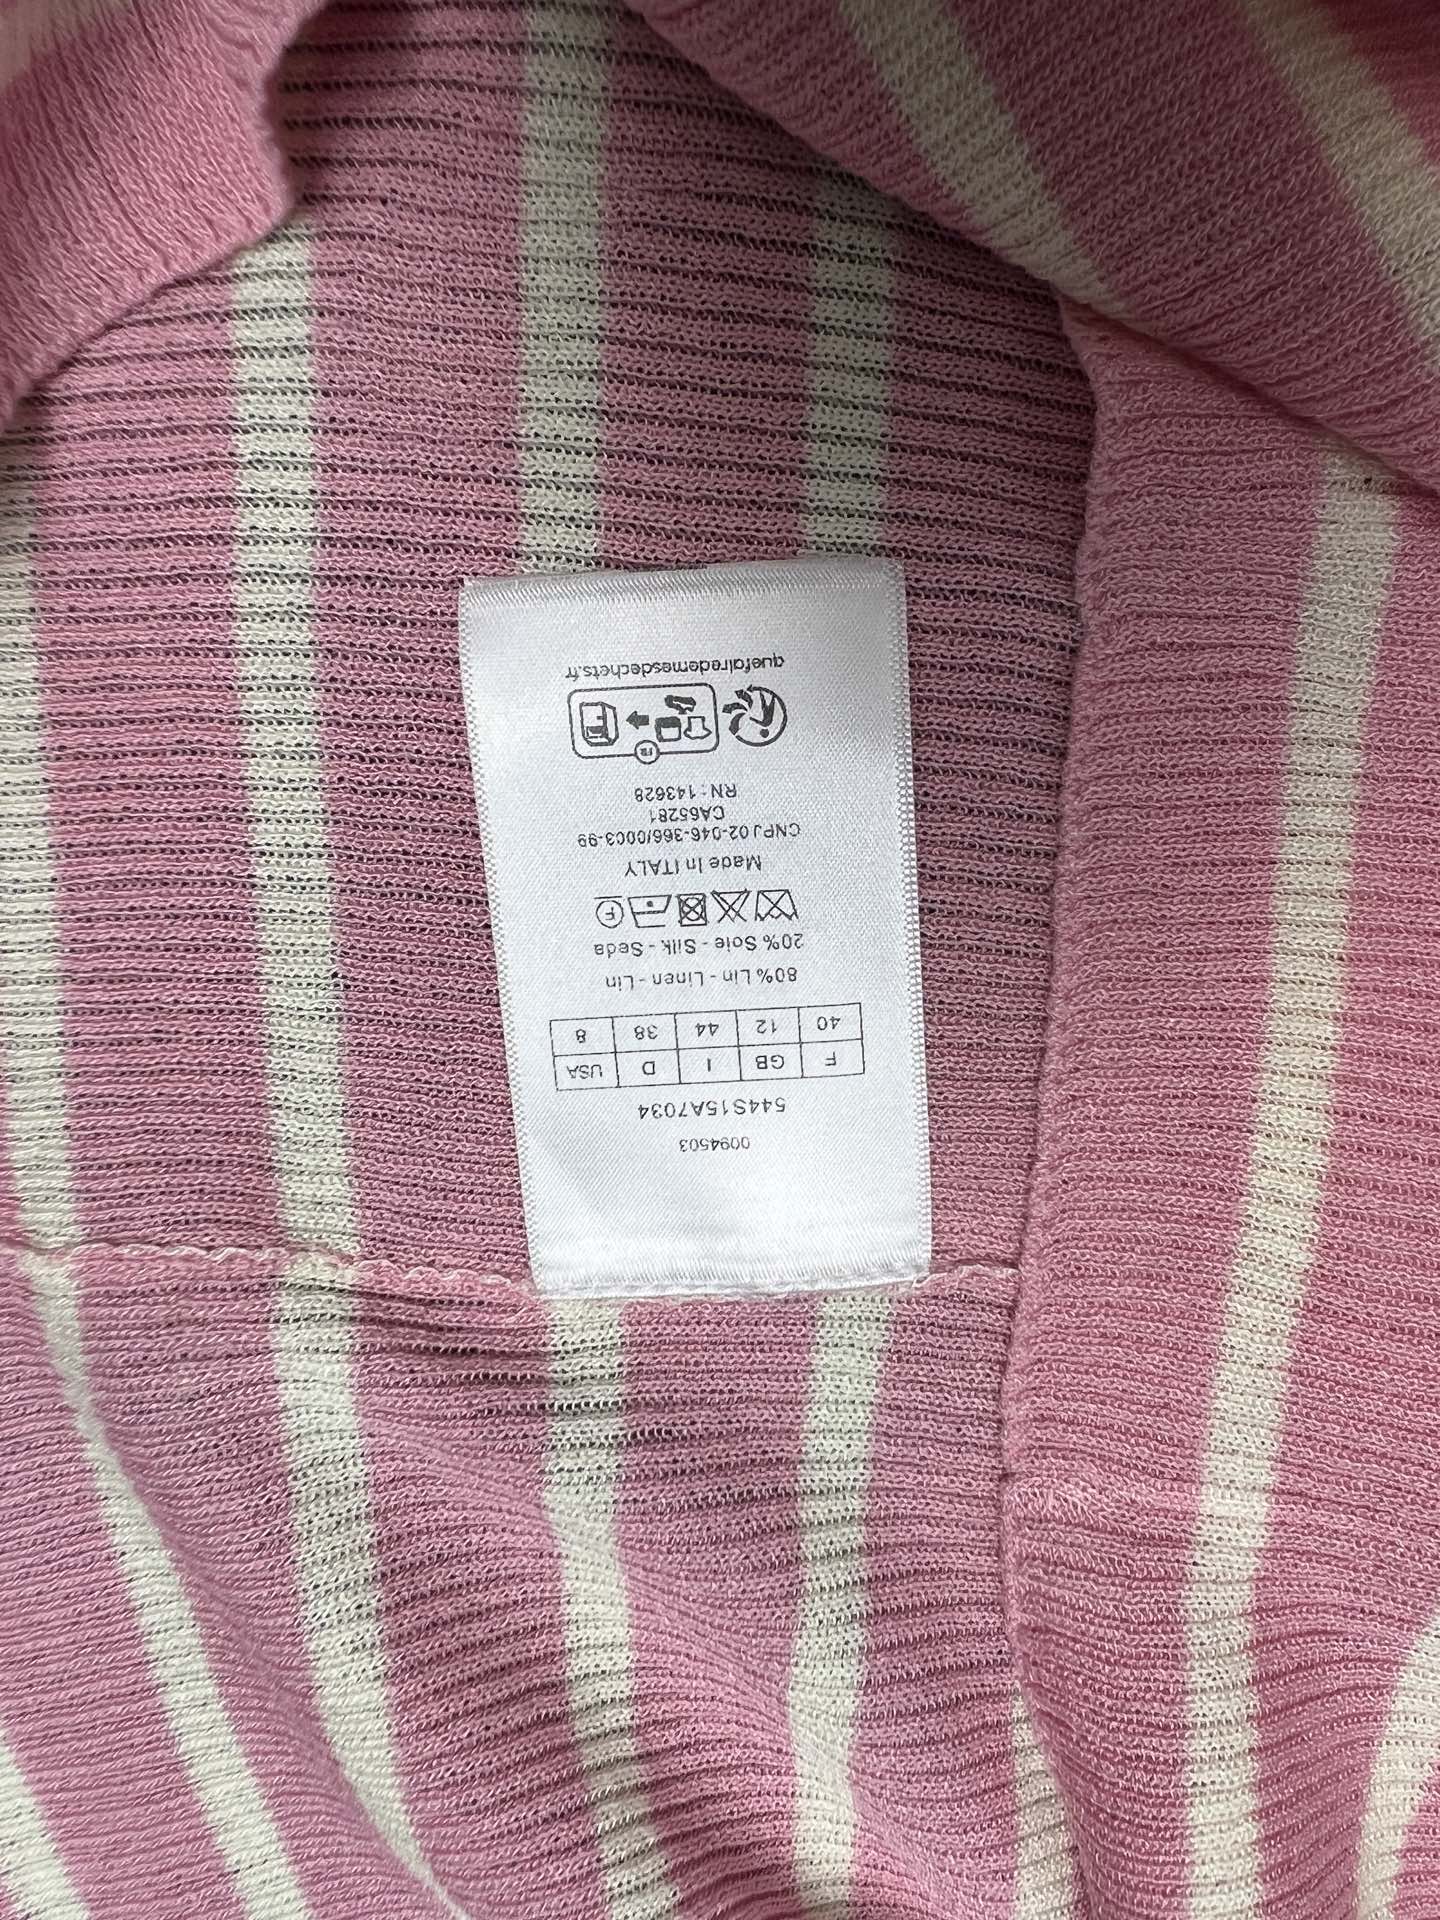 0094503
544S15A7034
F GB I D USA
40 12 44 38 8
80% Lin - Linen - Lin
20% Soie - Silk - Seda
F
Made In ITALY
CNPJ 02-046-366/0003-99
CA65281
RN : 143628
FR
quefairedemesdechets.fr